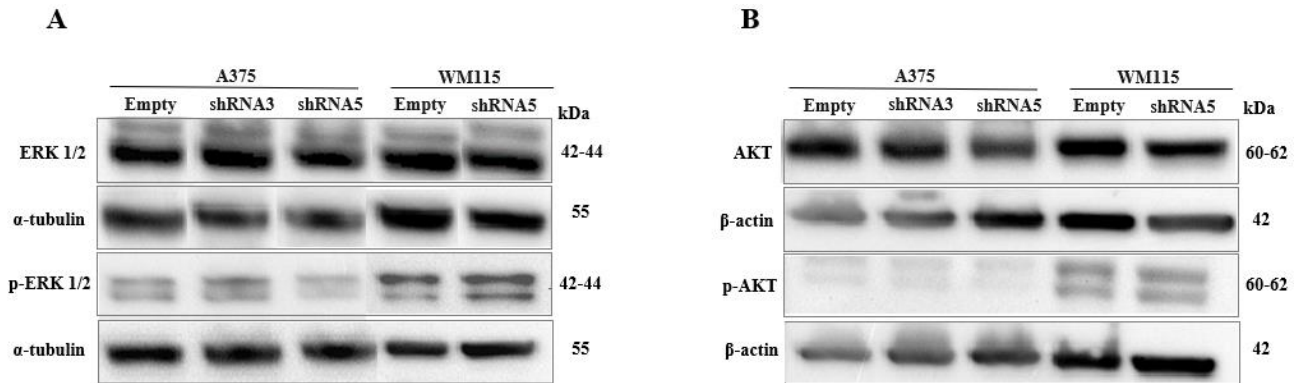 A
A375 WM115
Empty shRNA3 shRNA5 Empty shRNA5 kDa
ERK 1/2 42-44
α-tubulin 55
p-ERK 1/2 42-44
α-tubulin 55
B
A375 WM115
Empty shRNA3 shRNA5 Empty shRNA5 kDa
AKT 60-62
β-actin 42
p-AKT 60-62
β-actin 42